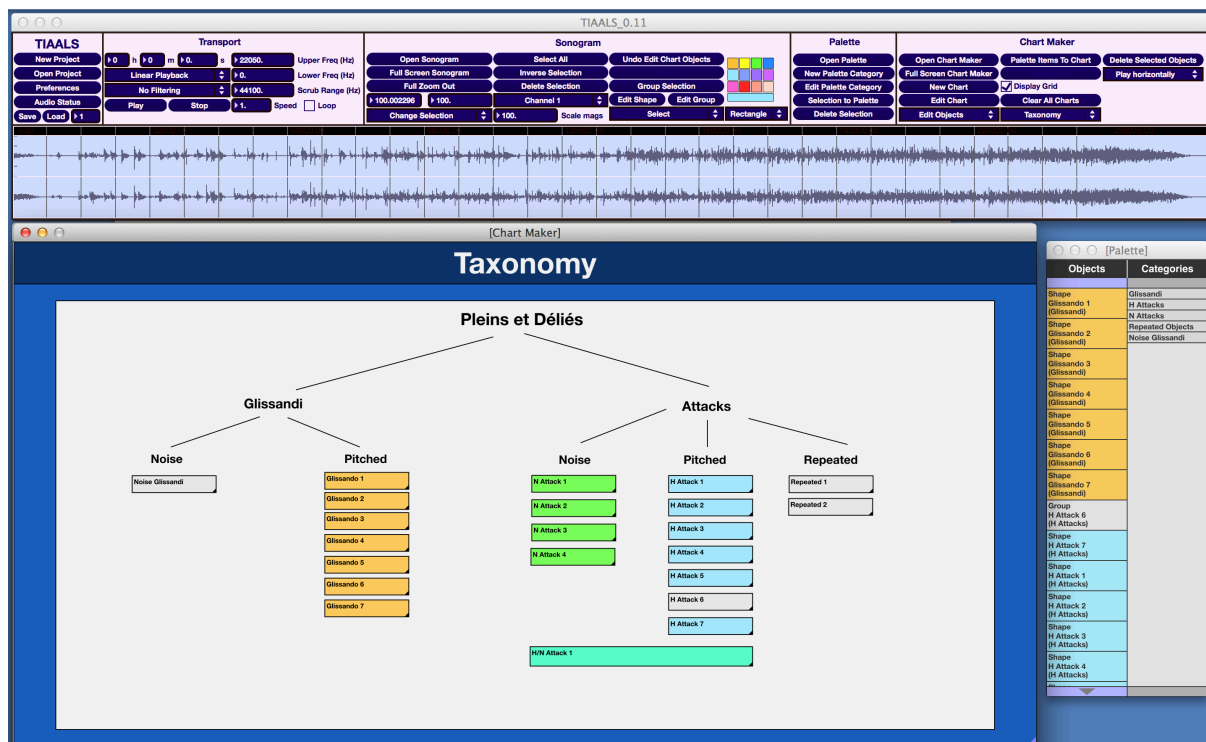 TIAALS_0.11
TIAALS
New Project
Open Project
Preferences
Audio Status
Save Load 1
Transport
0 h 0 m 0. s 22050. Upper Freq (Hz)
Linear Playback 0. Lower Freq (Hz)
No Filtering 44100. Scrub Range (Hz)
Play Stop 1. Speed Loop
Sonogram
Open Sonogram Select All Undo Edit Chart Objects
Full Screen Sonogram Inverse Selection
Full Zoom Out Delete Selection Group Selection
100.002296 100. Channel 1 Edit Shape Edit Group
Change Selection 100. Scale mags Select Rectangle
Palette
Open Palette
New Palette Category
Edit Palette Category
Selection to Palette
Delete Selection
Chart Maker
Open Chart Maker Palette Items To Chart Delete Selected Objects
Full Screen Chart Maker Play horizontally
New Chart Display Grid
Edit Chart Clear All Charts
Edit Objects Taxonomy
[Chart Maker]
Taxonomy
Pleins et Déliés
Glissandi
Attacks
Noise
Pitched
Noise
Pitched
Repeated
Noise Glissandi
Glissando 1
Glissando 2
Glissando 3
Glissando 4
Glissando 5
Glissando 6
Glissando 7
N Attack 1
N Attack 2
N Attack 3
N Attack 4
H Attack 1
H Attack 2
H Attack 3
H Attack 4
H Attack 5
H Attack 6
H Attack 7
Repeated 1
Repeated 2
H/N Attack 1
[Palette]
Objects Categories
Shape
Glissando 1
(Glissandi)
Shape
Glissando 2
(Glissandi)
Shape
Glissando 3
(Glissandi)
Shape
Glissando 4
(Glissandi)
Shape
Glissando 5
(Glissandi)
Shape
Glissando 6
(Glissandi)
Shape
Glissando 7
(Glissandi)
Group
H Attack 6
(H Attacks)
Shape
H Attack 7
(H Attacks)
Shape
H Attack 1
(H Attacks)
Shape
H Attack 2
(H Attacks)
Shape
H Attack 3
(H Attacks)
Shape
H Attack 4
(H Attacks)
Glissandi
H Attacks
N Attacks
Repeated Objects
Noise Glissandi